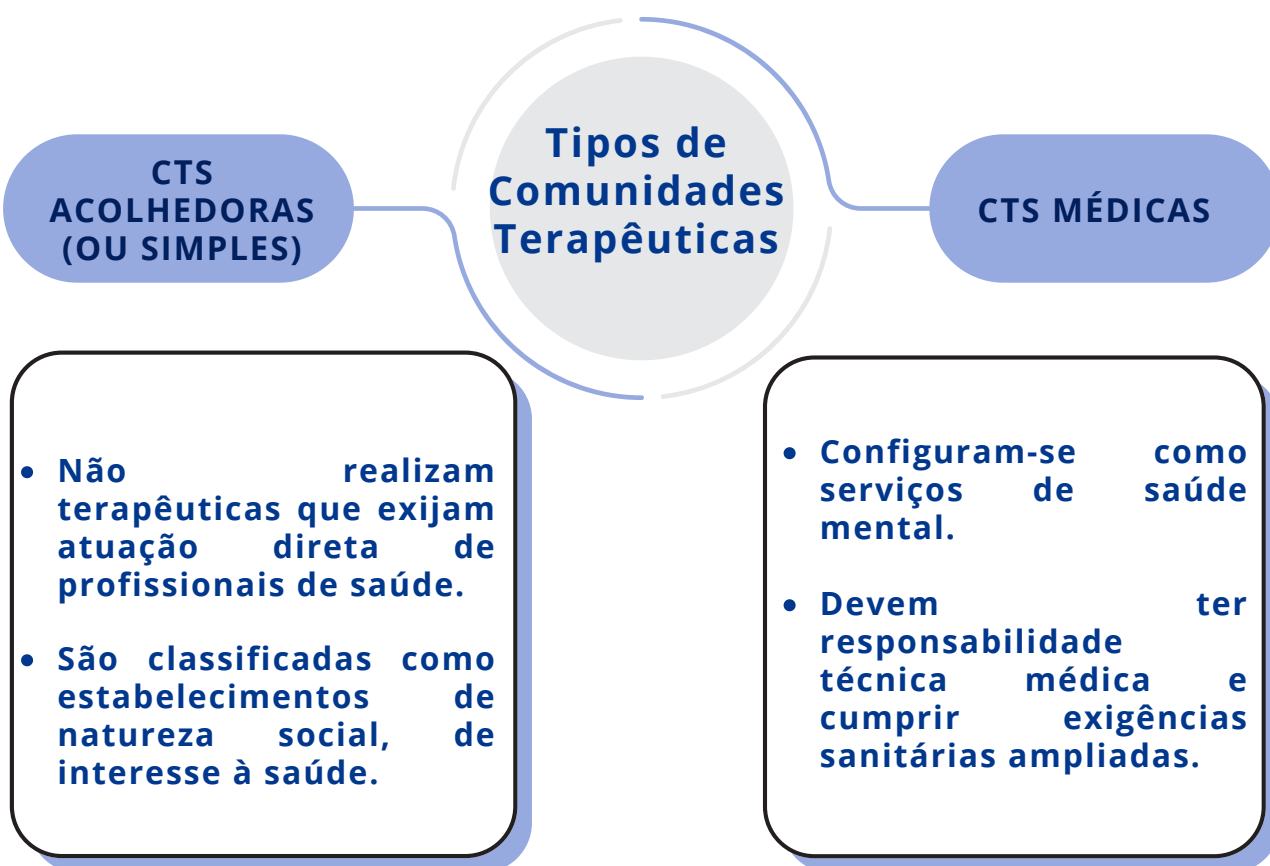 Tipos de
Comunidades
Terapêuticas
CTS
ACOLHEDORAS
(OU SIMPLES)
CTS MÉDICAS
• Não realizam
terapêuticas que exijam
atuação direta de
profissionais de saúde.
• São classificadas como
estabelecimentos de
natureza social, de
interesse à saúde.
• Configuram-se como
serviços de saúde
mental.
• Devem ter
responsabilidade
técnica médica e
cumprir exigências
sanitárias ampliadas.